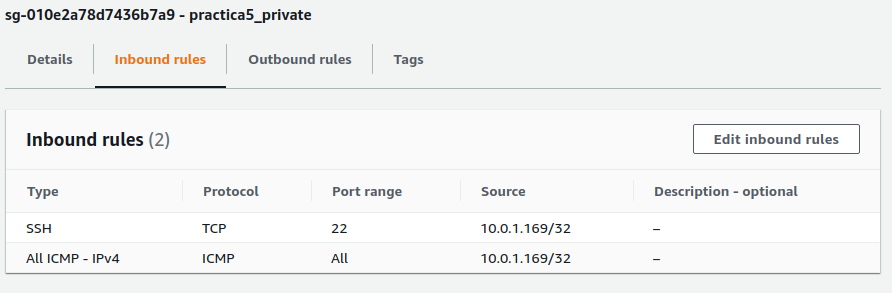 sg-010e2a78d7436b7a9 - practica5_private
Details Inbound rules Outbound rules Tags
Inbound rules (2) Edit inbound rules
Type Protocol Port range Source Description - optional
SSH TCP 22 10.0.1.169/32 –
All ICMP - IPv4 ICMP All 10.0.1.169/32 –